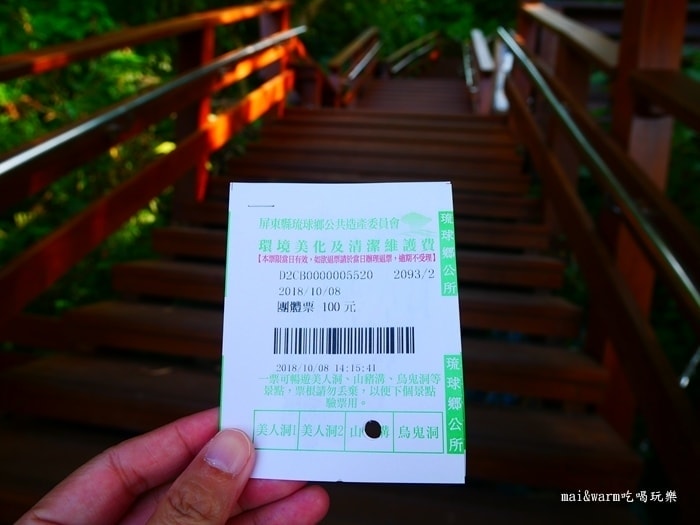 屏東縣琉球鄉公共造產委員會
環境美化及清潔維護費
【本票限當日有效，如欲退票請於當日辦理退票，逾期不受理】
D2CB0000005520 2093/2
2018/10/08
團體票 100 元
2018/10/08 14:15:41
一票可暢遊美人洞、山豬溝、烏鬼洞等
景點，票根請勿丟棄，以便下個景點
驗票用。
美人洞1 美人洞2 山 溝 烏鬼洞
琉球鄉公所
琉球鄉公所
mai&warm吃喝玩樂